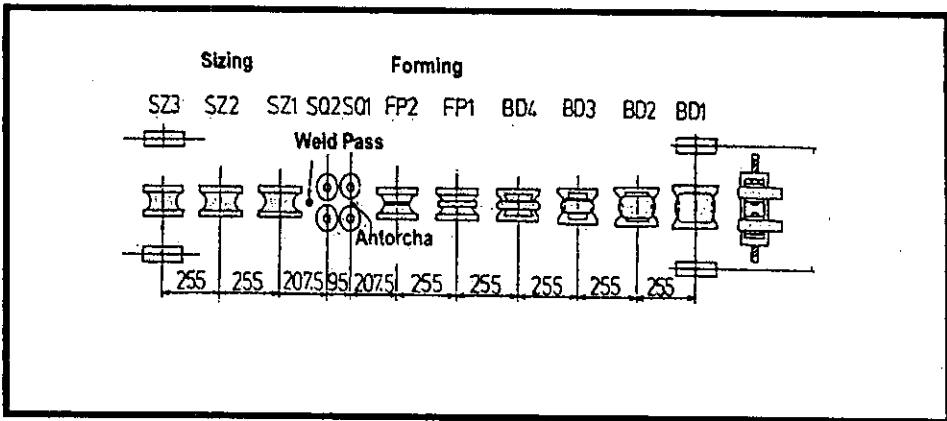 Sizing Forming
SZ3 SZ2 SZ1 SQ2 SQ1 FP2 FP1 BD4 BD3 BD2 BD1
Weld Pass
Antorcha
255 255 207.5 95 207.5 255 255 255 255 255